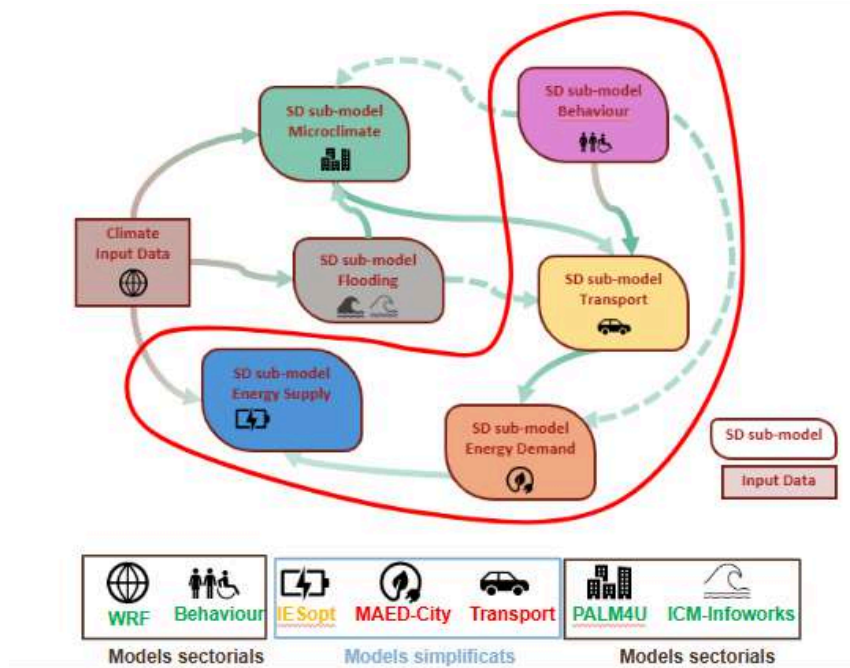 SD sub-model
Microclimate
SD sub-model
Behaviour
Climate
Input Data
SD sub-model
Flooding
SD sub-model
Transport
SD sub-model
Energy Supply
SD sub-model
Energy Demand
SD sub-model
Input Data
WRF
Behaviour
IESopt
MAED-City
Transport
PALM4U
ICM-Infoworks
Models sectorials
Models simplificats
Models sectorials